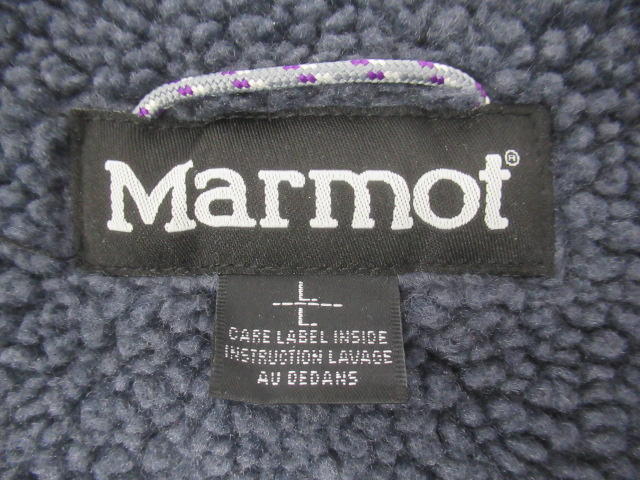 Marmot®
L
L
CARE LABEL INSIDE
INSTRUCTION LAVAGE
AU DEDANS